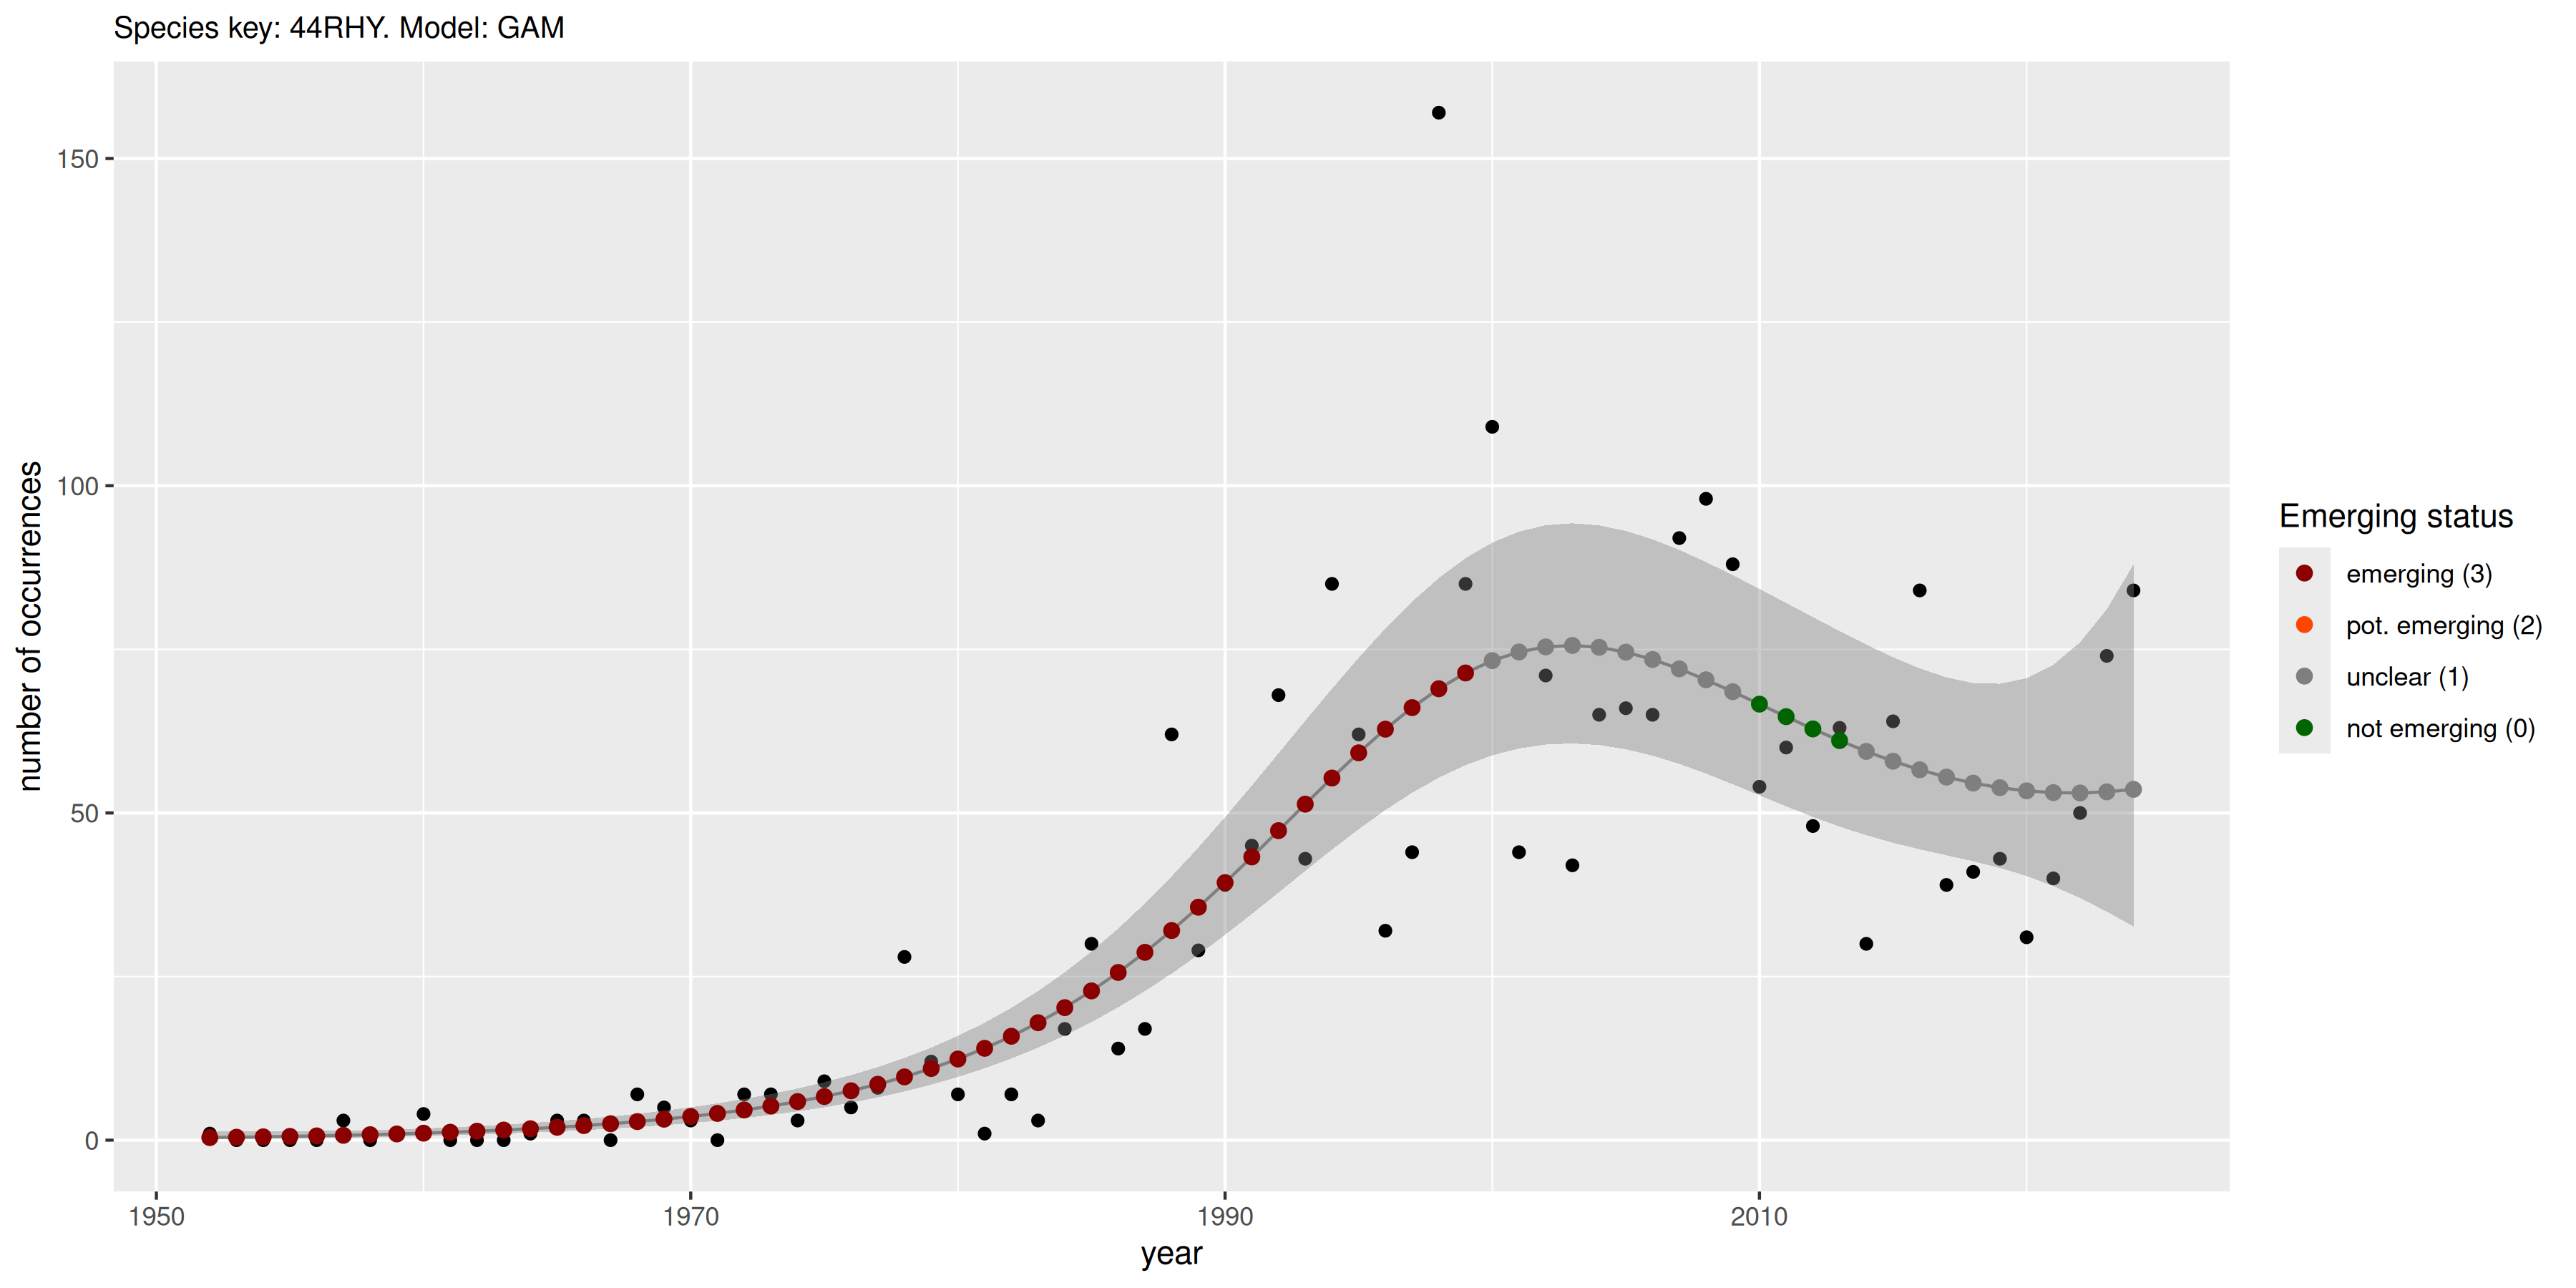 Species key: 44RHY. Model: GAM
150
100
50
0
number of occurrences
1950
1970
1990
2010
year
Emerging status
emerging (3)
pot. emerging (2)
unclear (1)
not emerging (0)